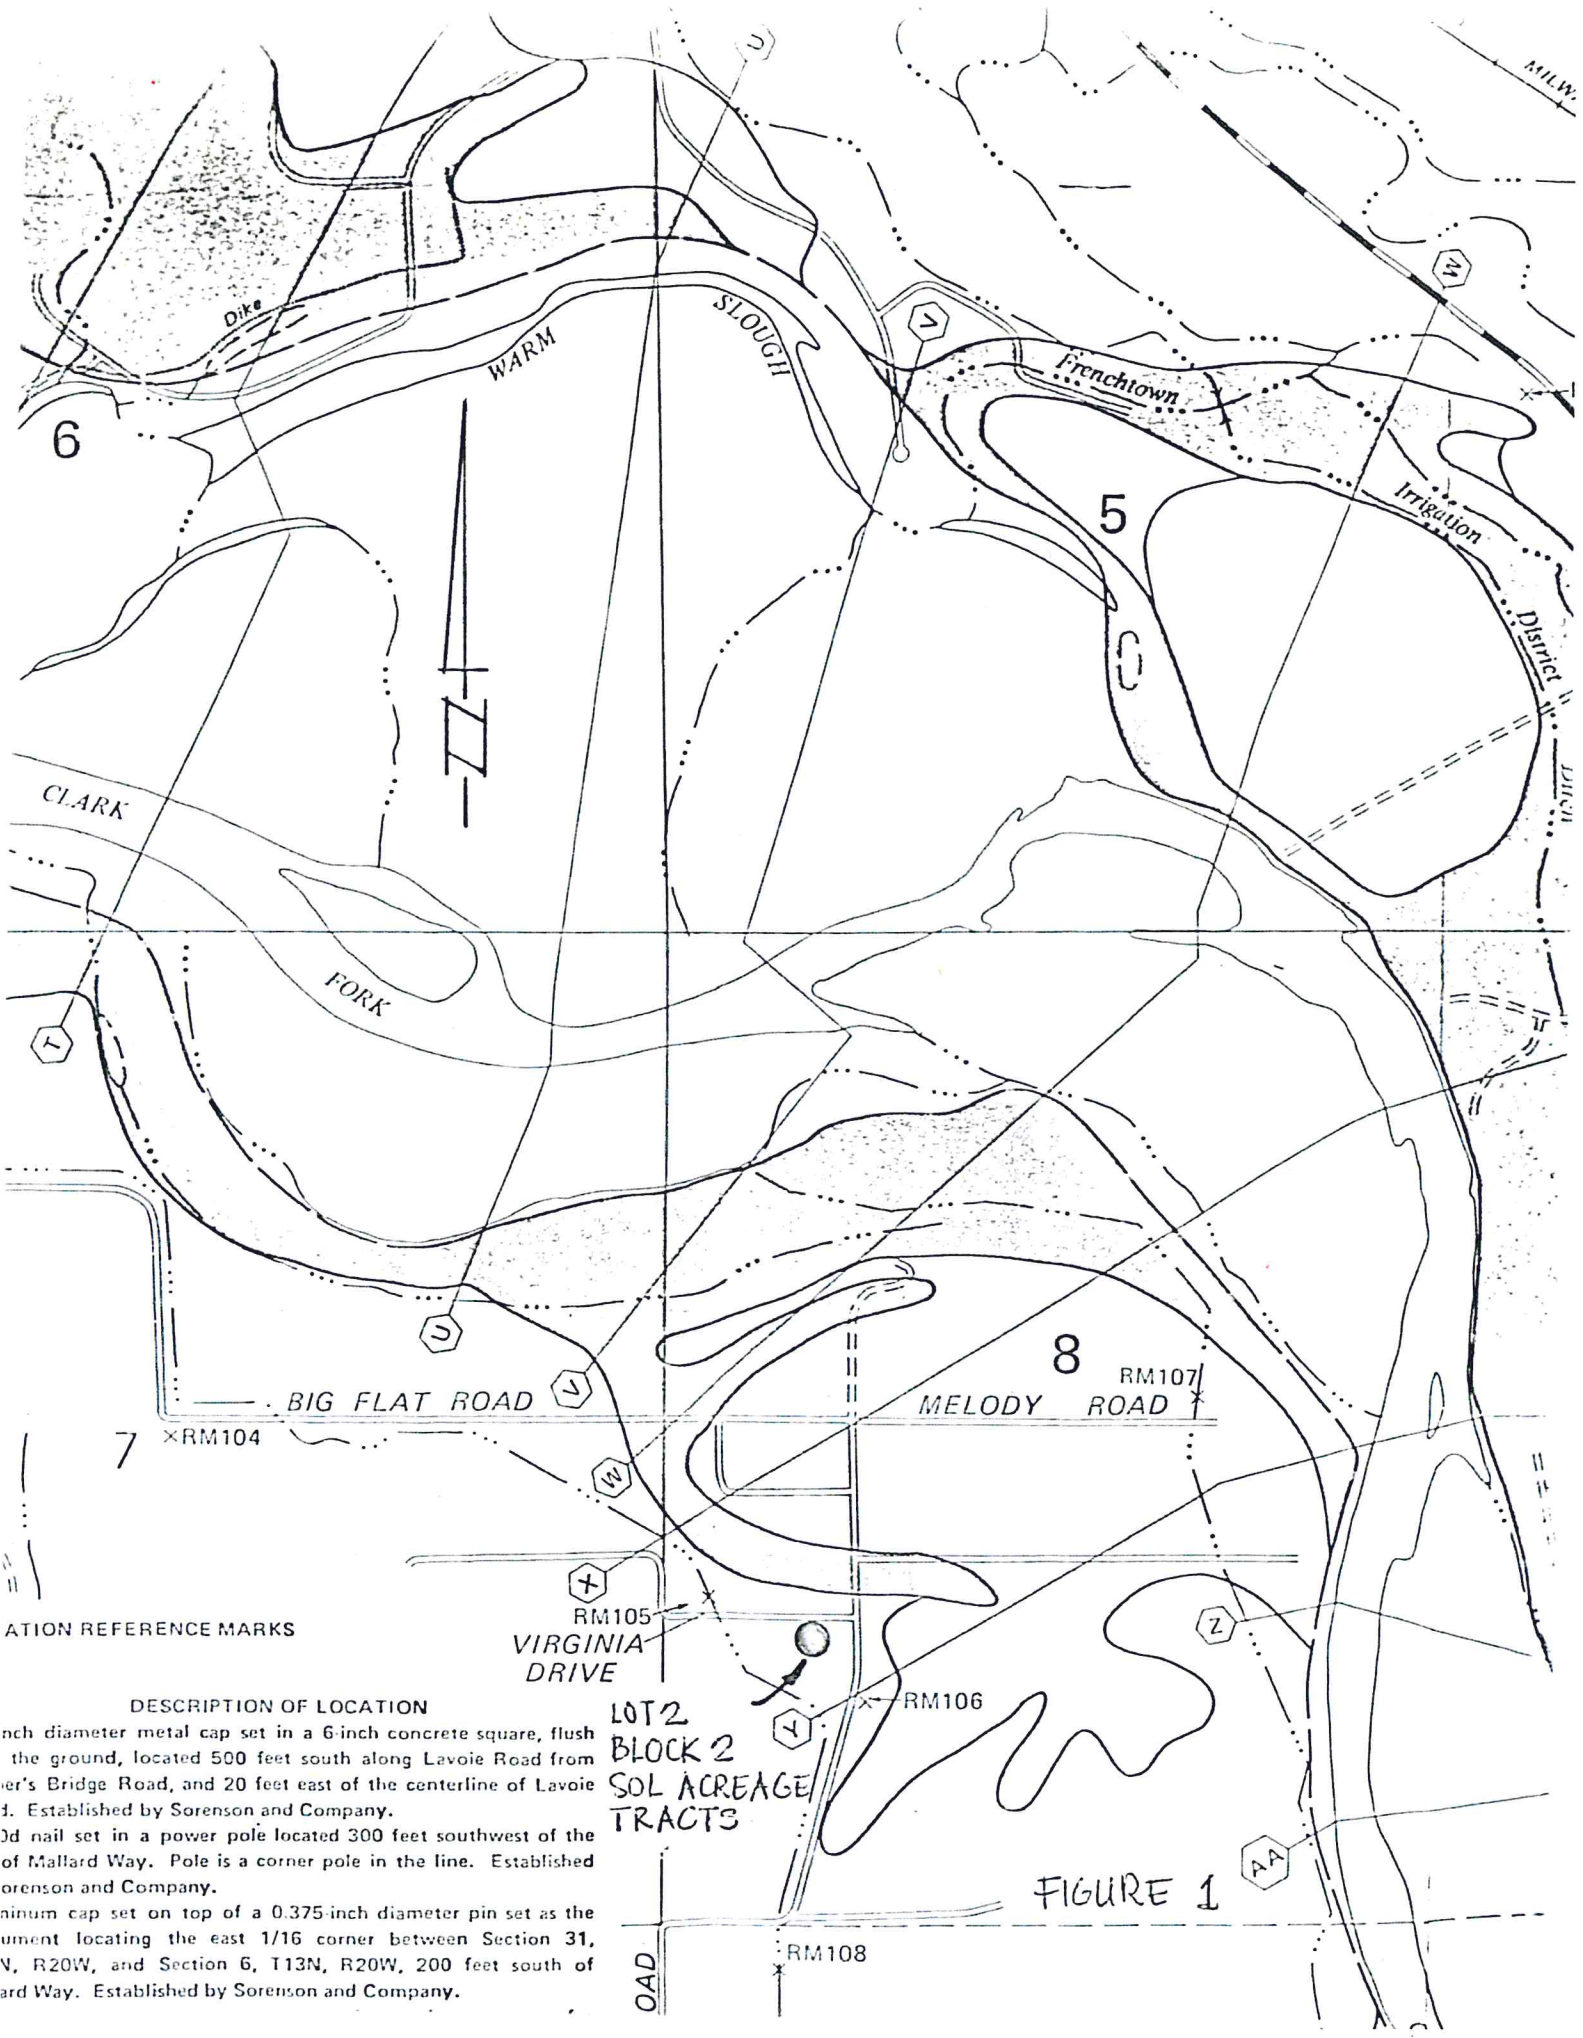 U
MILW
W
Dike
WARM
SLOUGH
V
Frenchtown
Irrigation
District
Ditch
6
5
N
CLARK
FORK
T
U
V
8
RM107
BIG FLAT ROAD
MELODY ROAD
7
RM104
W
X
RM105
VIRGINIA
DRIVE
Z
ATION REFERENCE MARKS
DESCRIPTION OF LOCATION
nch diameter metal cap set in a 6-inch concrete square, flush
the ground, located 500 feet south along Lavoie Road from
er's Bridge Road, and 20 feet east of the centerline of Lavoie
d. Established by Sorenson and Company.
0d nail set in a power pole located 300 feet southwest of the
of Mallard Way. Pole is a corner pole in the line. Established
orenson and Company.
ninum cap set on top of a 0.375-inch diameter pin set as the
ument locating the east 1/16 corner between Section 31,
N, R20W, and Section 6, T13N, R20W, 200 feet south of
ard Way. Established by Sorenson and Company.
LOT 2
BLOCK 2
SOL ACREAGE
TRACTS
Y
RM106
FIGURE 1
AA
RM108
OAD